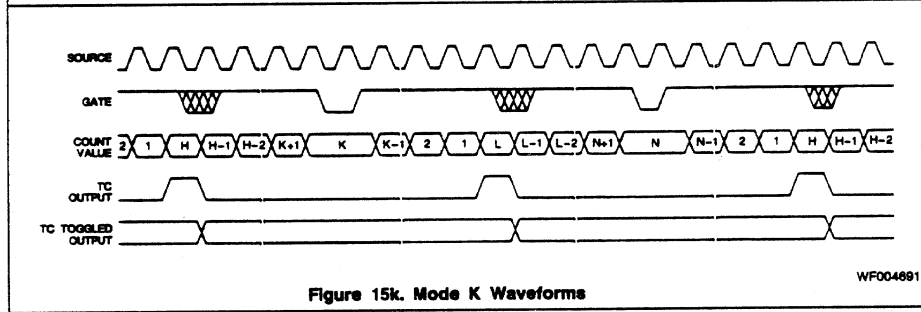 SOURCE
GATE
COUNT VALUE 2 1 H H-1 H-2 K+1 K K-1 2 1 L L-1 L-2 N+1 N N-1 2 1 H H-1 H-2
TC OUTPUT
TC TOGGLED OUTPUT
WF004691
Figure 15k. Mode K Waveforms